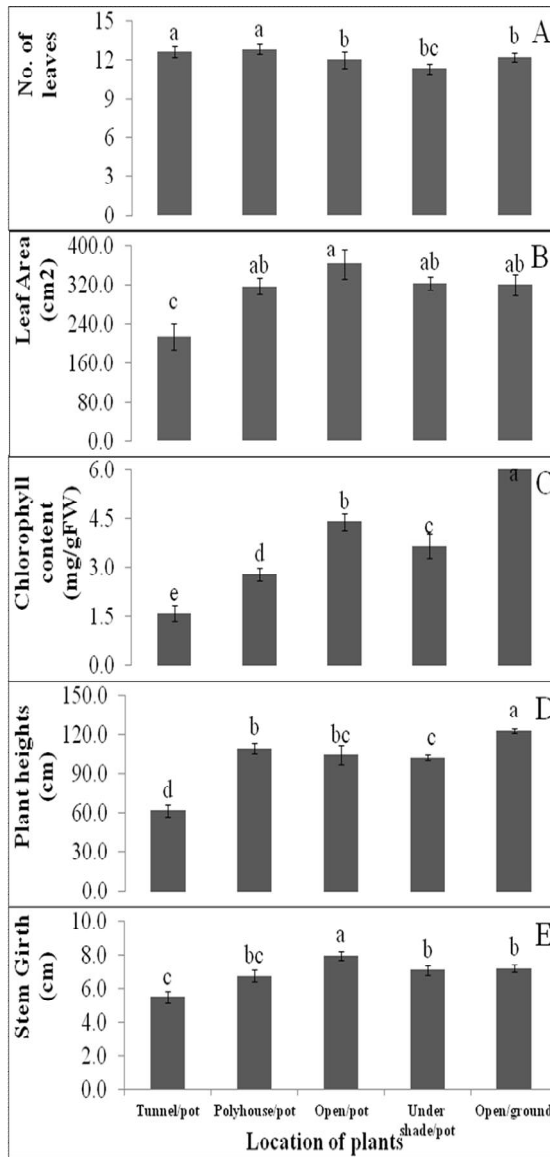 A
No. of
leaves
15
12
9
6
3
0
a a b bc b
B
Leaf Area
(cm2)
400.0
320.0
240.0
160.0
80.0
0.0
c ab a ab ab
C
Chlorophyll
content
(mg/gFW)
6.0
4.5
3.0
1.5
0.0
e d b c a
D
Plant heights
(cm)
150.0
120.0
90.0
60.0
30.0
0.0
d b bc c a
E
Stem Girth
(cm)
10.0
8.0
6.0
4.0
2.0
0.0
c bc a b b
Tunnel/pot Polyhouse/pot Open/pot Under Open/ground
shade/pot
Location of plants